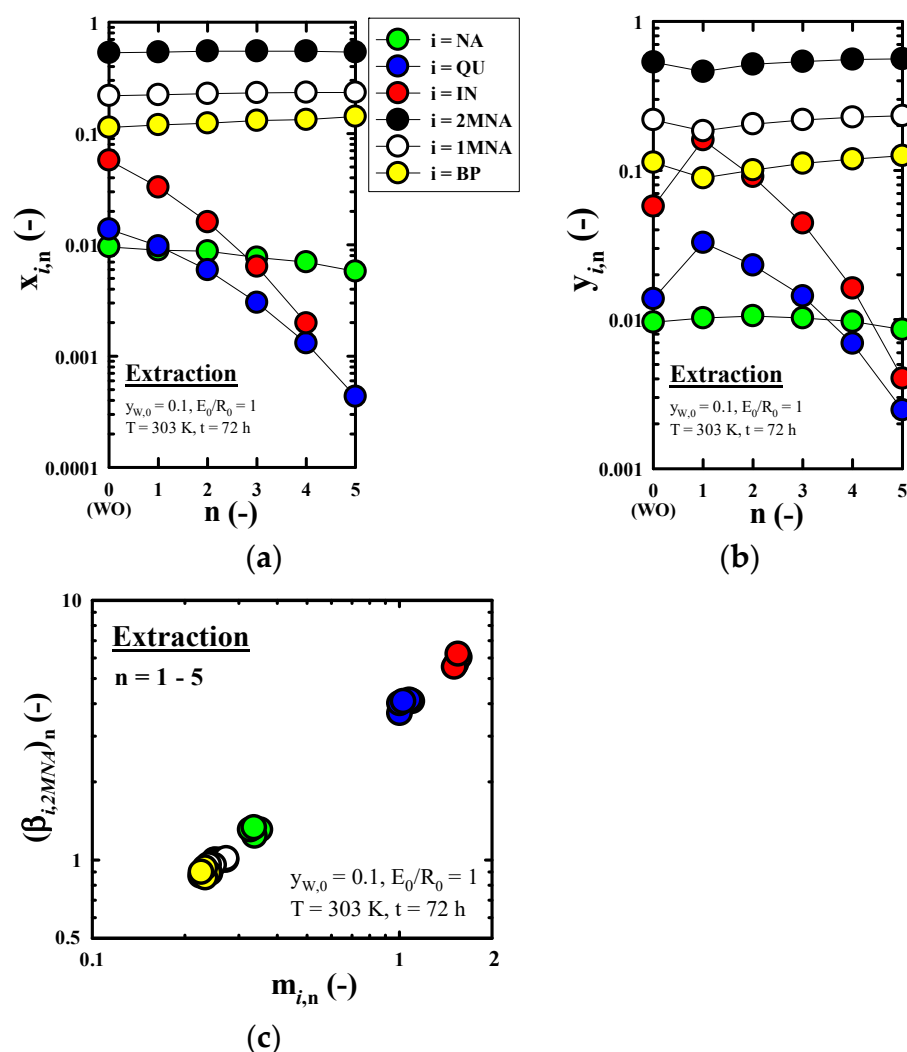 1
0.1
0.01
0.001
0.0001
x_{i,n} (-)
Extraction
y_{W,0} = 0.1, E_0/R_0 = 1
T = 303 K, t = 72 h
0 1 2 3 4 5
(WO)
n (-)
(a)
i = NA
i = QU
i = IN
i = 2MNA
i = 1MNA
i = BP
1
0.1
0.01
0.001
y_{i,n} (-)
Extraction
y_{W,0} = 0.1, E_0/R_0 = 1
T = 303 K, t = 72 h
0 1 2 3 4 5
(WO)
n (-)
(b)
10
1
0.5
(β_{i,2MNA})_n (-)
Extraction
n = 1 - 5
y_{W,0} = 0.1, E_0/R_0 = 1
T = 303 K, t = 72 h
0.1 1 2
m_{i,n} (-)
(c)